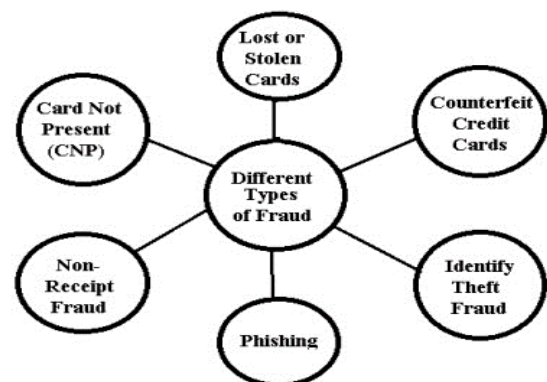 Lost or
Stolen
Cards
Card Not
Present
(CNP)
Counterfeit
Credit
Cards
Different
Types
of Fraud
Non-
Receipt
Fraud
Identify
Theft
Fraud
Phishing